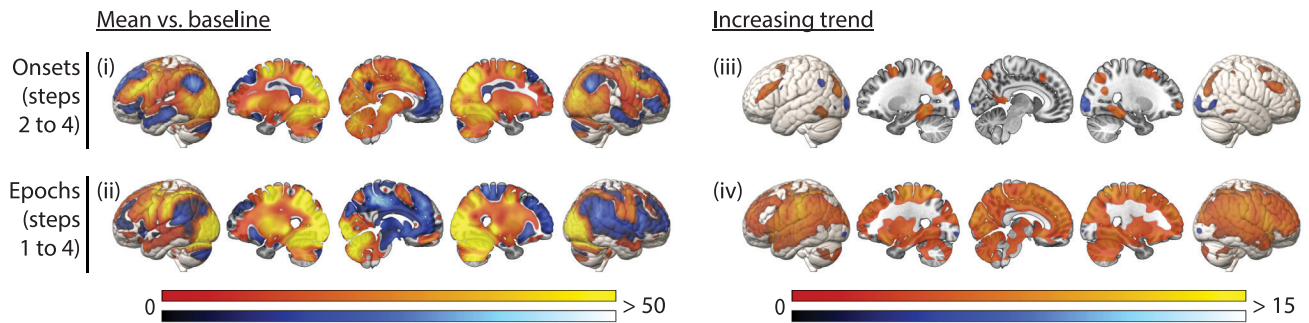 Mean vs. baseline
Increasing trend
Onsets
(steps
2 to 4)
(i)
(iii)
Epochs
(steps
1 to 4)
(ii)
(iv)
0
> 50
0
> 15